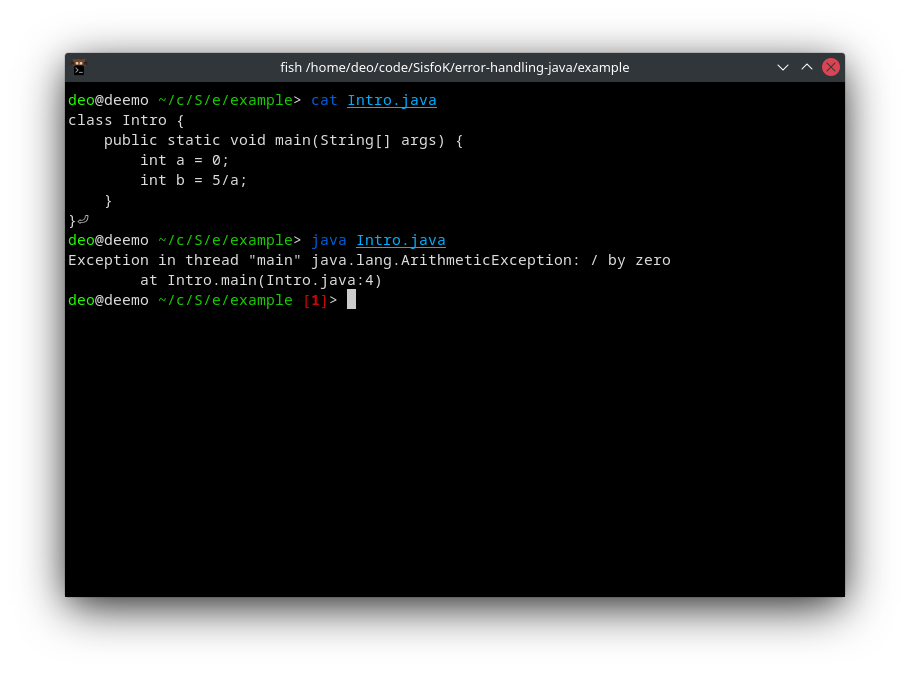 fish /home/deo/code/SisfoK/error-handling-java/example
deo@deemo ~/c/S/e/example> cat Intro.java
class Intro {
    public static void main(String[] args) {
        int a = 0;
        int b = 5/a;
    }
}⏎
deo@deemo ~/c/S/e/example> java Intro.java
Exception in thread "main" java.lang.ArithmeticException: / by zero
        at Intro.main(Intro.java:4)
deo@deemo ~/c/S/e/example [1]>